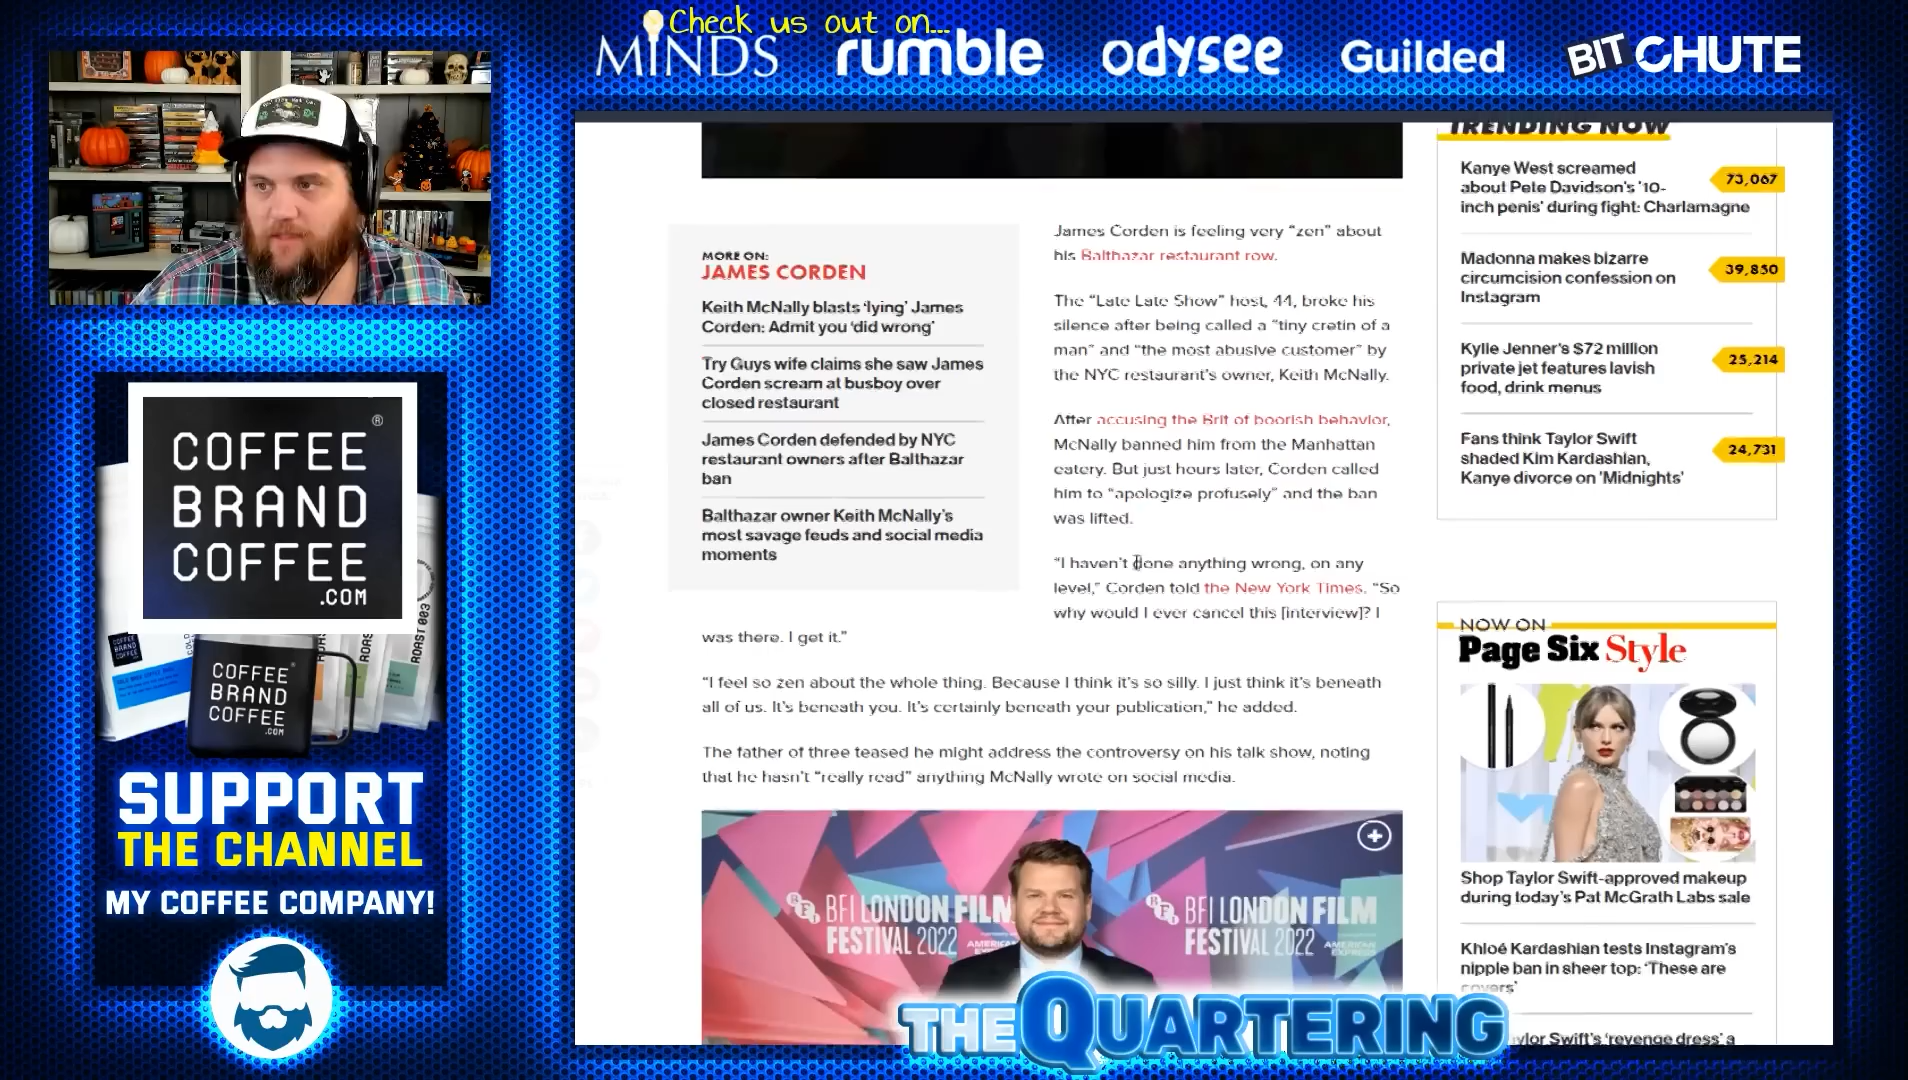 Check us out on...
MINDS
rumble
odysee
Guilded
BIT CHUTE
COFFEE
BRAND
COFFEE
.COM
®
COFFEE
BRAND
COFFEE
.COM
ROAST 003
SUPPORT
THE CHANNEL
MY COFFEE COMPANY!
MORE ON:
JAMES CORDEN
Keith McNally blasts ‘lying’ James
Corden: Admit you ‘did wrong’
Try Guys wife claims she saw James
Corden scream at busboy over
closed restaurant
James Corden defended by NYC
restaurant owners after Balthazar
ban
Balthazar owner Keith McNally’s
most savage feuds and social media
moments
James Corden is feeling very “zen” about
his Balthazar restaurant row.
The “Late Late Show” host, 44, broke his
silence after being called a “tiny cretin of a
man” and “the most abusive customer” by
the NYC restaurant’s owner, Keith McNally.
After accusing the Brit of boorish behavior,
McNally banned him from the Manhattan
eatery. But just hours later, Corden called
him to “apologize profusely” and the ban
was lifted.
“I haven’t done anything wrong, on any
level,” Corden told the New York Times. “So
why would I ever cancel this [interview]? I
was there. I get it.”
“I feel so zen about the whole thing. Because I think it’s so silly. I just think it’s beneath
all of us. It’s beneath you. It’s certainly beneath your publication,” he added.
The father of three teased he might address the controversy on his talk show, noting
that he hasn’t “really read” anything McNally wrote on social media.
BFI LONDON FILM
FESTIVAL 2022
AMERICAN
BFI LONDON FILM
FESTIVAL 2022
AMERICAN
EXPRESS
THE QUARTERING
TRENDING NOW
Kanye West screamed
about Pete Davidson's '10-
inch penis' during fight: Charlamagne
73,067
Madonna makes bizarre
circumcision confession on
Instagram
39,850
Kylie Jenner's $72 million
private jet features lavish
food, drink menus
25,214
Fans think Taylor Swift
shaded Kim Kardashian,
Kanye divorce on 'Midnights'
24,731
NOW ON
Page Six Style
Shop Taylor Swift-approved makeup
during today’s Pat McGrath Labs sale
Khloé Kardashian tests Instagram’s
nipple ban in sheer top: ‘These are
covers’
Taylor Swift’s ‘revenge dress’ a